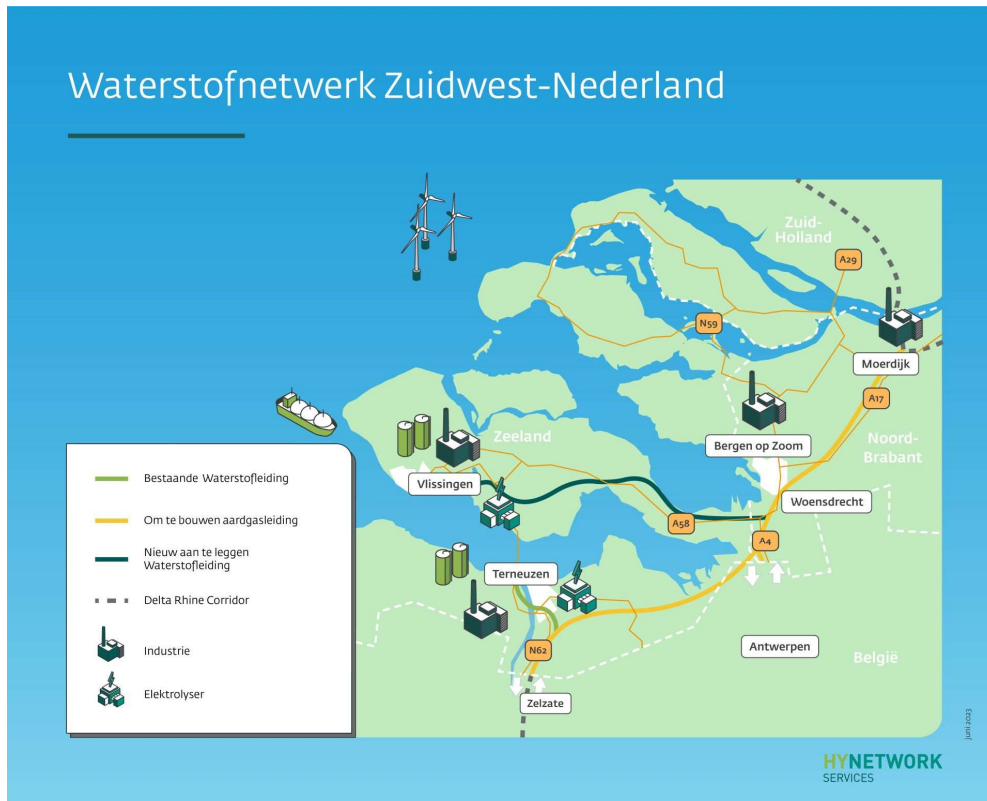 Waterstofnetwerk Zuidwest-Nederland
Zuid-
Holland
A29
N59
Moerdijk
A17
Bergen op Zoom
Noord-
Brabant
Zeeland
Vlissingen
Woensdrecht
A58
A4
Terneuzen
N62
Antwerpen
België
Zelzate
Bestaande Waterstofleiding
Om te bouwen aardgasleiding
Nieuw aan te leggen
Waterstofleiding
Delta Rhine Corridor
Industrie
Elektrolyser
juni 2023
HYNETWORK
SERVICES